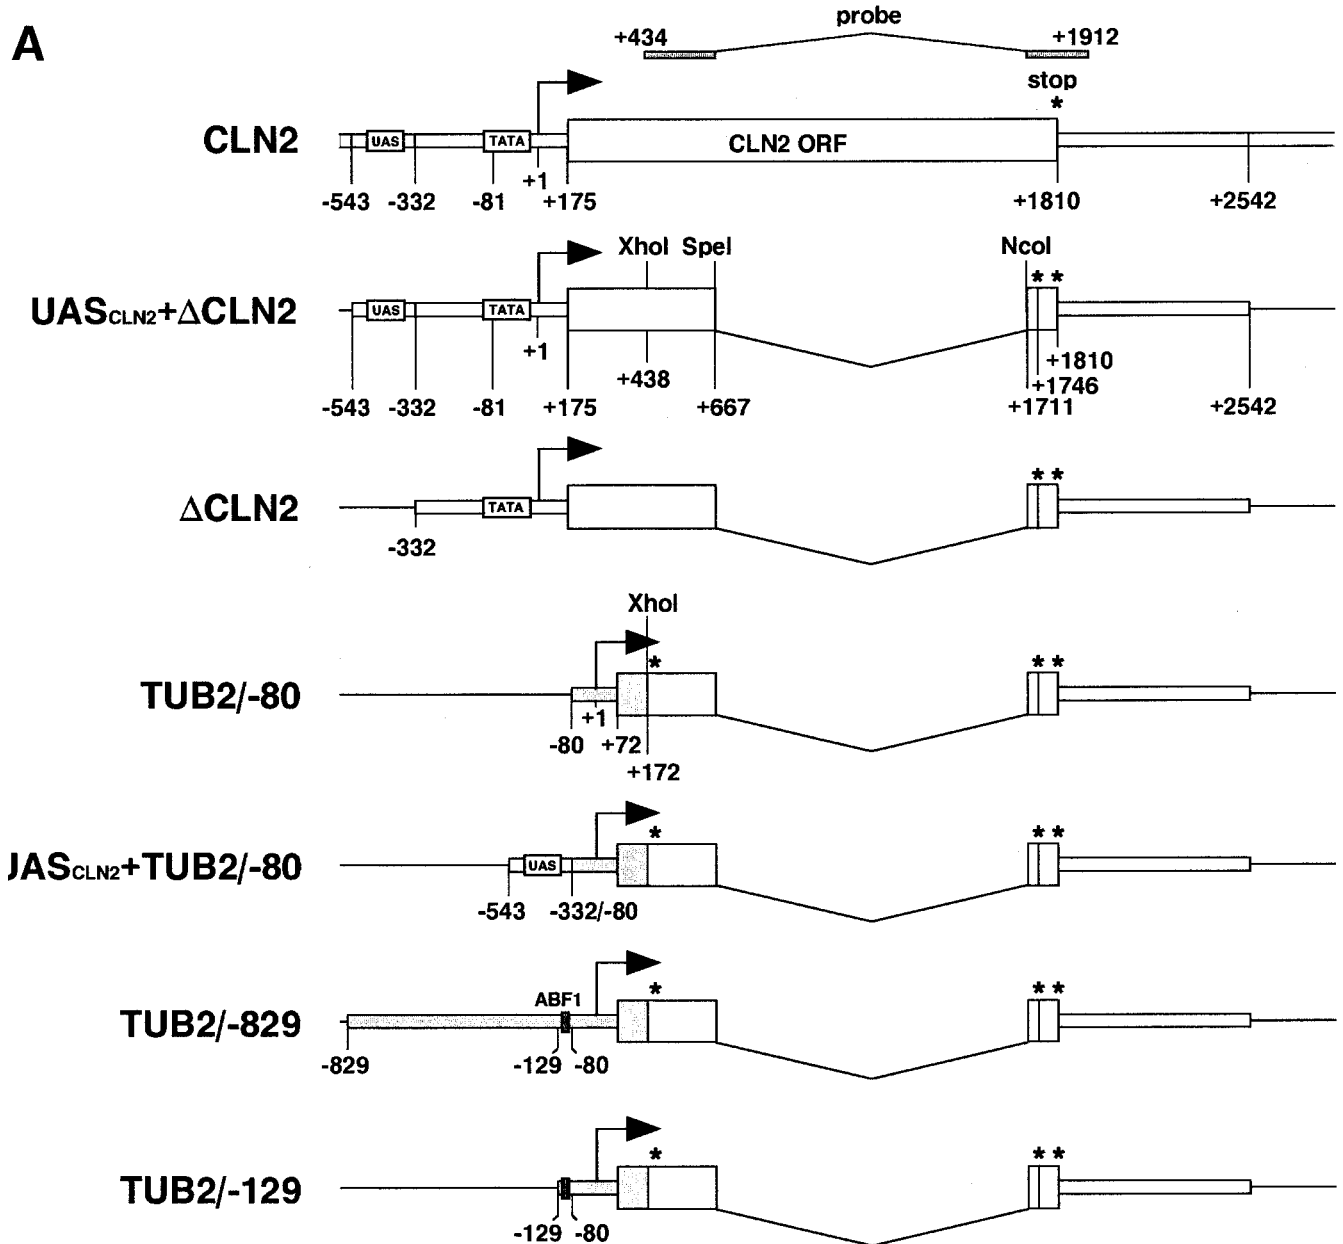 A
probe
+434 +1912
stop
*
CLN2 UAS TATA CLN2 ORF
+1
-543 -332 -81 +175 +1810 +2542
XhoI SpeI NcoI
* *
UASCLN2+ΔCLN2 UAS TATA
+1
+438 +1810
+1746
-543 -332 -81 +175 +667 +1711 +2542
* *
ΔCLN2 TATA
-332
XhoI
* * *
TUB2/-80
+1
-80 +72
+172
* * *
UASCLN2+TUB2/-80 UAS
-543 -332/-80
* * *
ABF1
TUB2/-829
-829 -129 -80
* * *
TUB2/-129
-129 -80